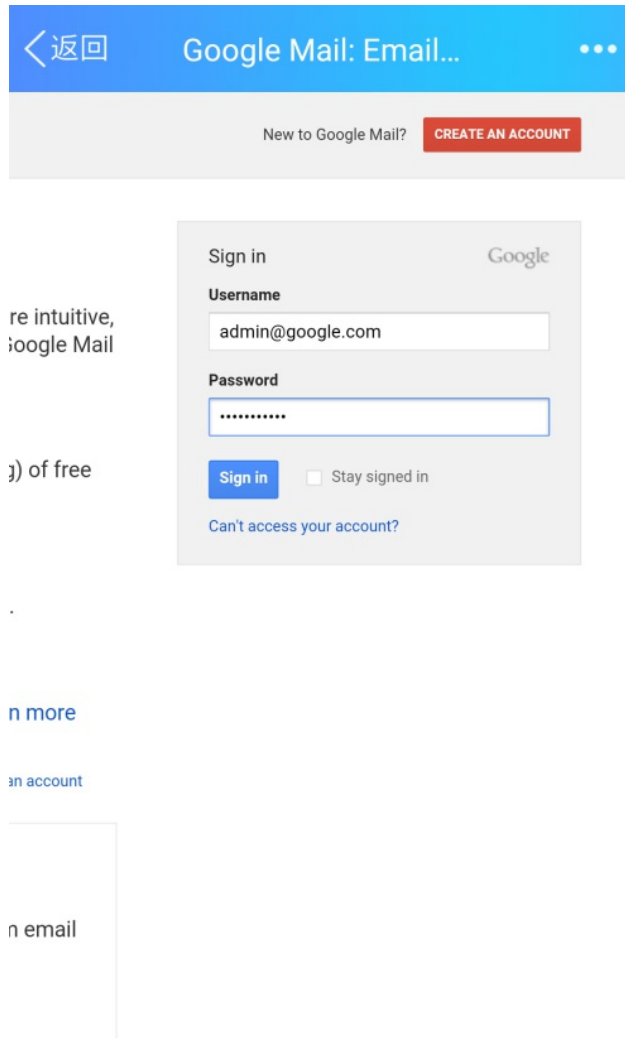 返回
Google Mail: Email...
New to Google Mail?
CREATE AN ACCOUNT
Sign in
Google
Username
admin@google.com
Password
•••••••••••
Sign in
Stay signed in
Can't access your account?
re intuitive,
Google Mail
g) of free
.
n more
an account
n email